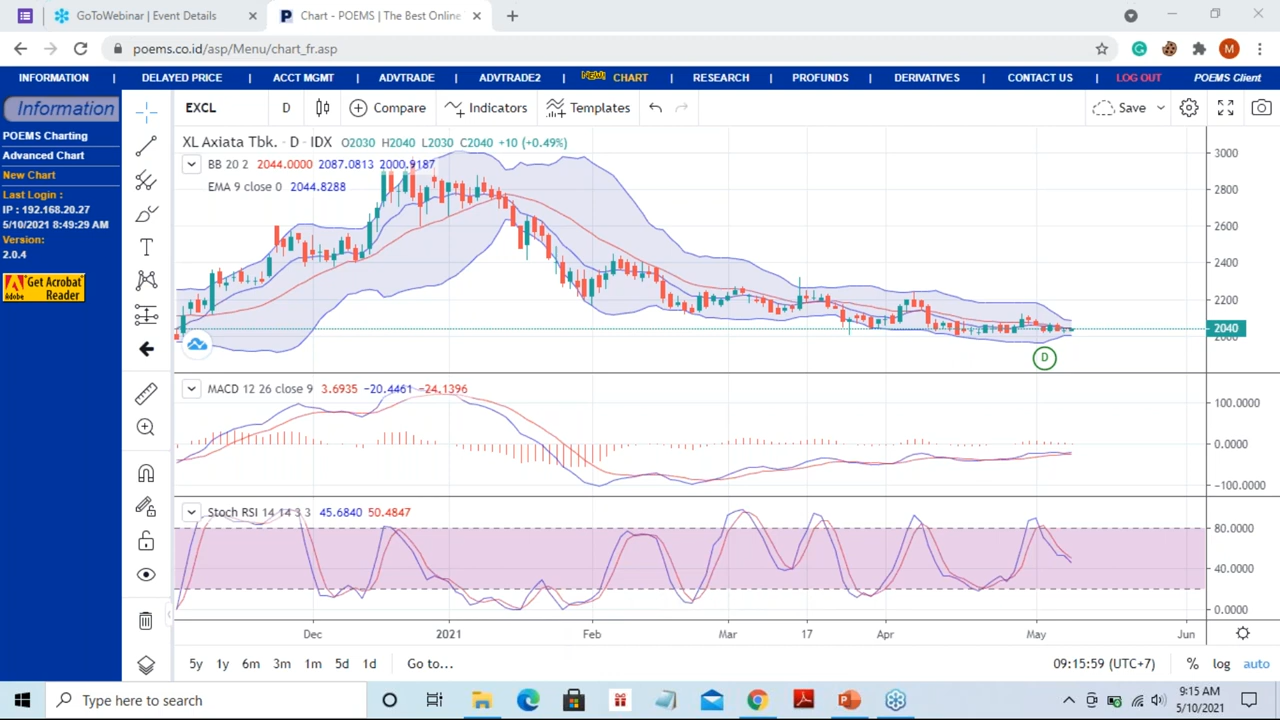 GoToWebinar | Event Details
Chart - POEMS | The Best Online
poems.co.id/asp/Menu/chart_fr.asp
M
INFORMATION | DELAYED PRICE | ACCT MGMT | ADVTRADE | ADVTRADE2 | NEW! CHART | RESEARCH | PROFUNDS | DERIVATIVES | CONTACT US | LOG OUT POEMS Client
Information
POEMS Charting
Advanced Chart
New Chart
Last Login :
IP : 192.168.20.27
5/10/2021 8:49:29 AM
Version:
2.0.4
Get Acrobat
Reader
Adobe
EXCL D Compare Indicators Templates Save
XL Axiata Tbk. · D · IDX O2030 H2040 L2030 C2040 +10 (+0.49%)
BB 20 2 2044.0000 2087.0813 2000.9187
EMA 9 close 0 2044.8288
3000
2800
2600
2400
2200
2040
2000
D
MACD 12 26 close 9 3.6935 −20.4461 −24.1396
100.0000
0.0000
−100.0000
Stoch RSI 14 14 3 3 45.6840 50.4847
80.0000
40.0000
0.0000
Dec 2021 Feb Mar 17 Apr May Jun
5y 1y 6m 3m 1m 5d 1d Go to... 09:15:59 (UTC+7) % log auto
Type here to search
9:15 AM
5/10/2021